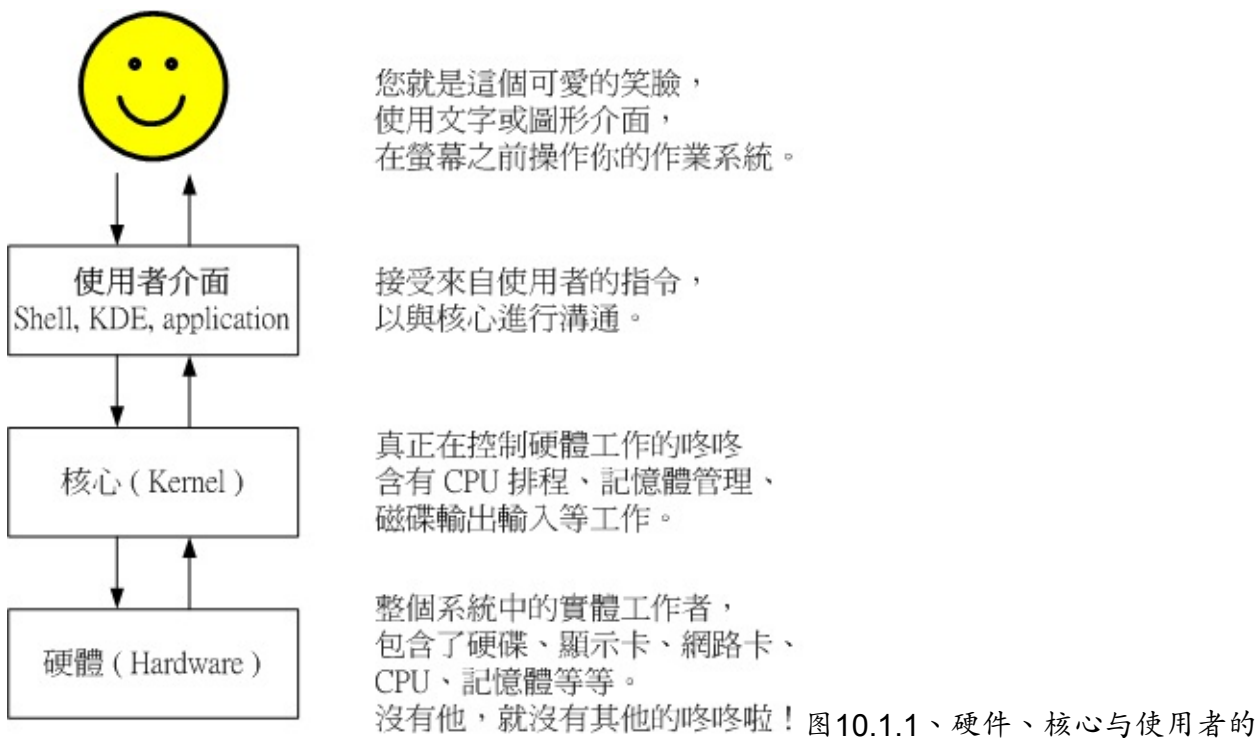 您就是這個可愛的笑臉，
使用文字或圖形介面，
在螢幕之前操作你的作業系統。
使用者介面
Shell, KDE, application
接受來自使用者的指令，
以與核心進行溝通。
核心 ( Kernel )
真正在控制硬體工作的咚咚
含有 CPU 排程、記憶體管理、
磁碟輸出輸入等工作。
硬體 ( Hardware )
整個系統中的實體工作者，
包含了硬碟、顯示卡、網路卡、
CPU、記憶體等等。
沒有他，就沒有其他的咚咚啦！图10.1.1、硬件、核心与使用者的